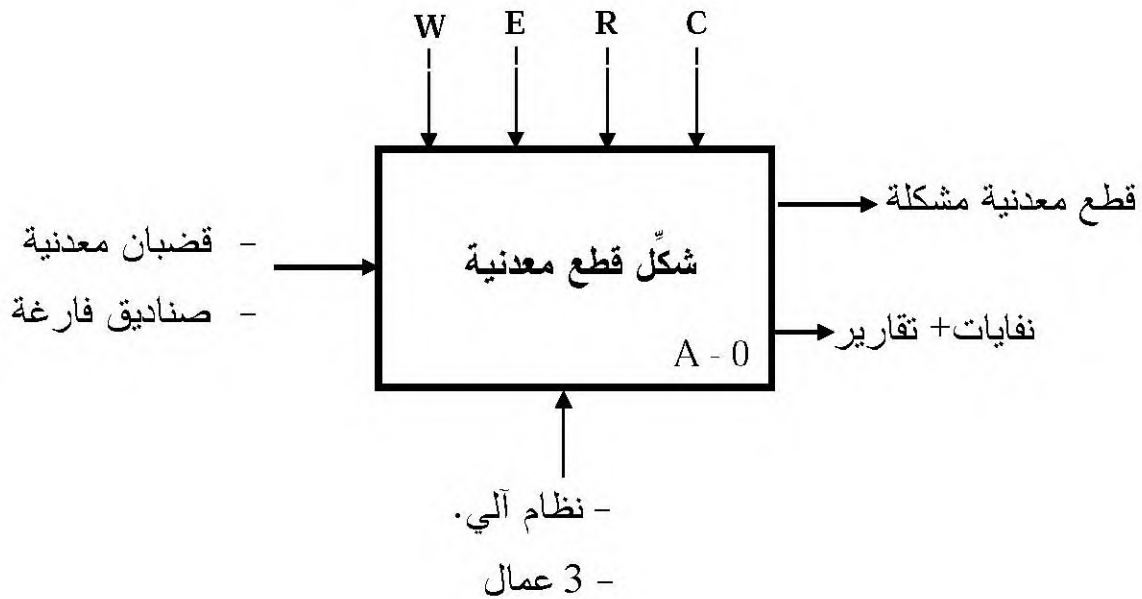 W E R C
قطع معدنية مشكلة
- قضبان معدنية
شكِّل قطع معدنية
- صناديق فارغة
نفايات+ تقارير
A - 0
- نظام آلي.
- 3 عمال